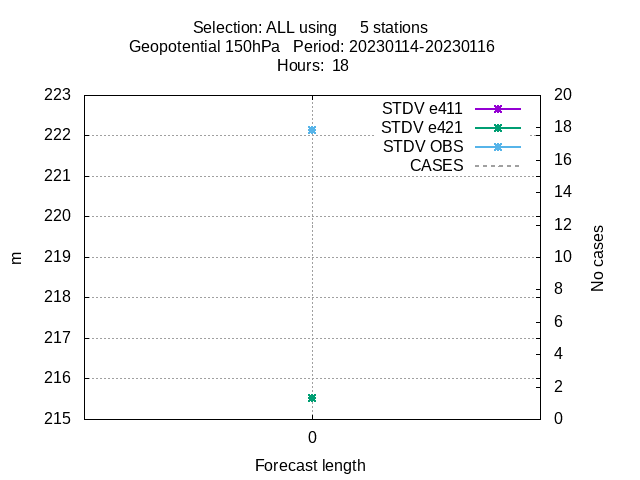 Selection: ALL using      5 stations
Geopotential 150hPa   Period: 20230114-20230116
Hours:  18
223
222
221
220
219
218
217
216
215
m
STDV e411
STDV e421
STDV OBS
CASES
20
18
16
14
12
10
8
6
4
2
0
No cases
0
Forecast length